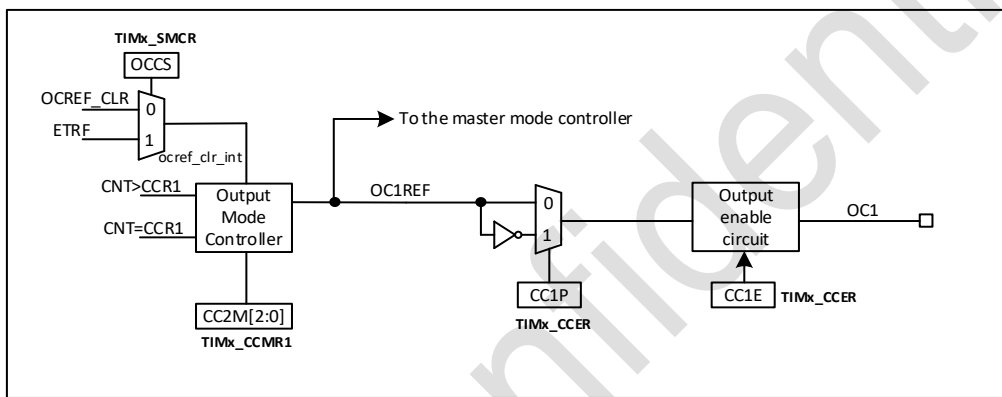 TIMx_SMCR
OCCS
OCREF_CLR
0
ETRF
1
ocref_clr_int
To the master mode controller
CNT>CCR1
CNT=CCR1
Output
Mode
Controller
OC1REF
0
1
Output
enable
circuit
OC1
CC2M[2:0]
TIMx_CCMR1
CC1P
TIMx_CCER
CC1E
TIMx_CCER
nfident